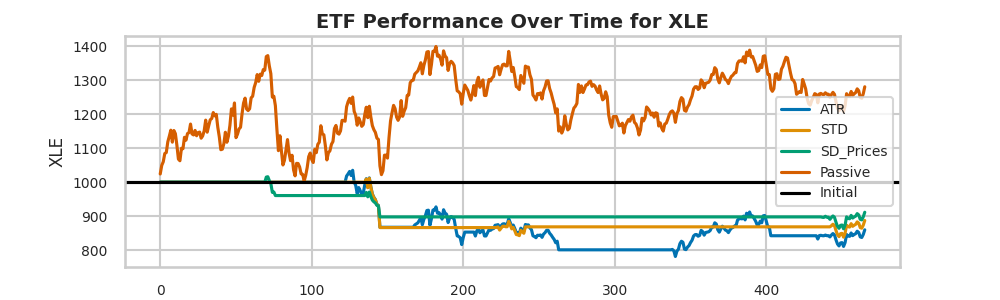 ETF Performance Over Time for XLE
XLE
1400
1300
1200
1100
1000
900
800
0
100
200
300
400
ATR
STD
SD_Prices
Passive
Initial